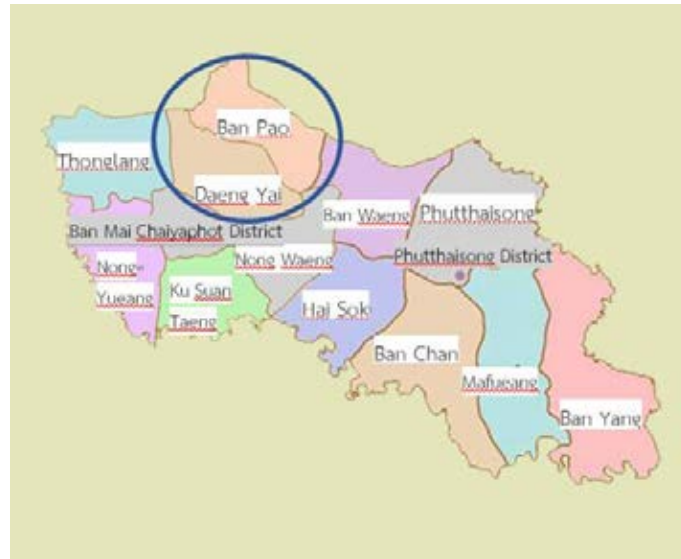 Ban Pao
Thonglang
Daeng Yai
Ban Waeng
Phutthaisong
Ban Mai Chaiyaphot District
Nong Waeng
Phutthaisong District
Nong-
Yueang
Ku Suan
Taeng
Hai Sok
Ban Chan
Mafueang
Ban Yang